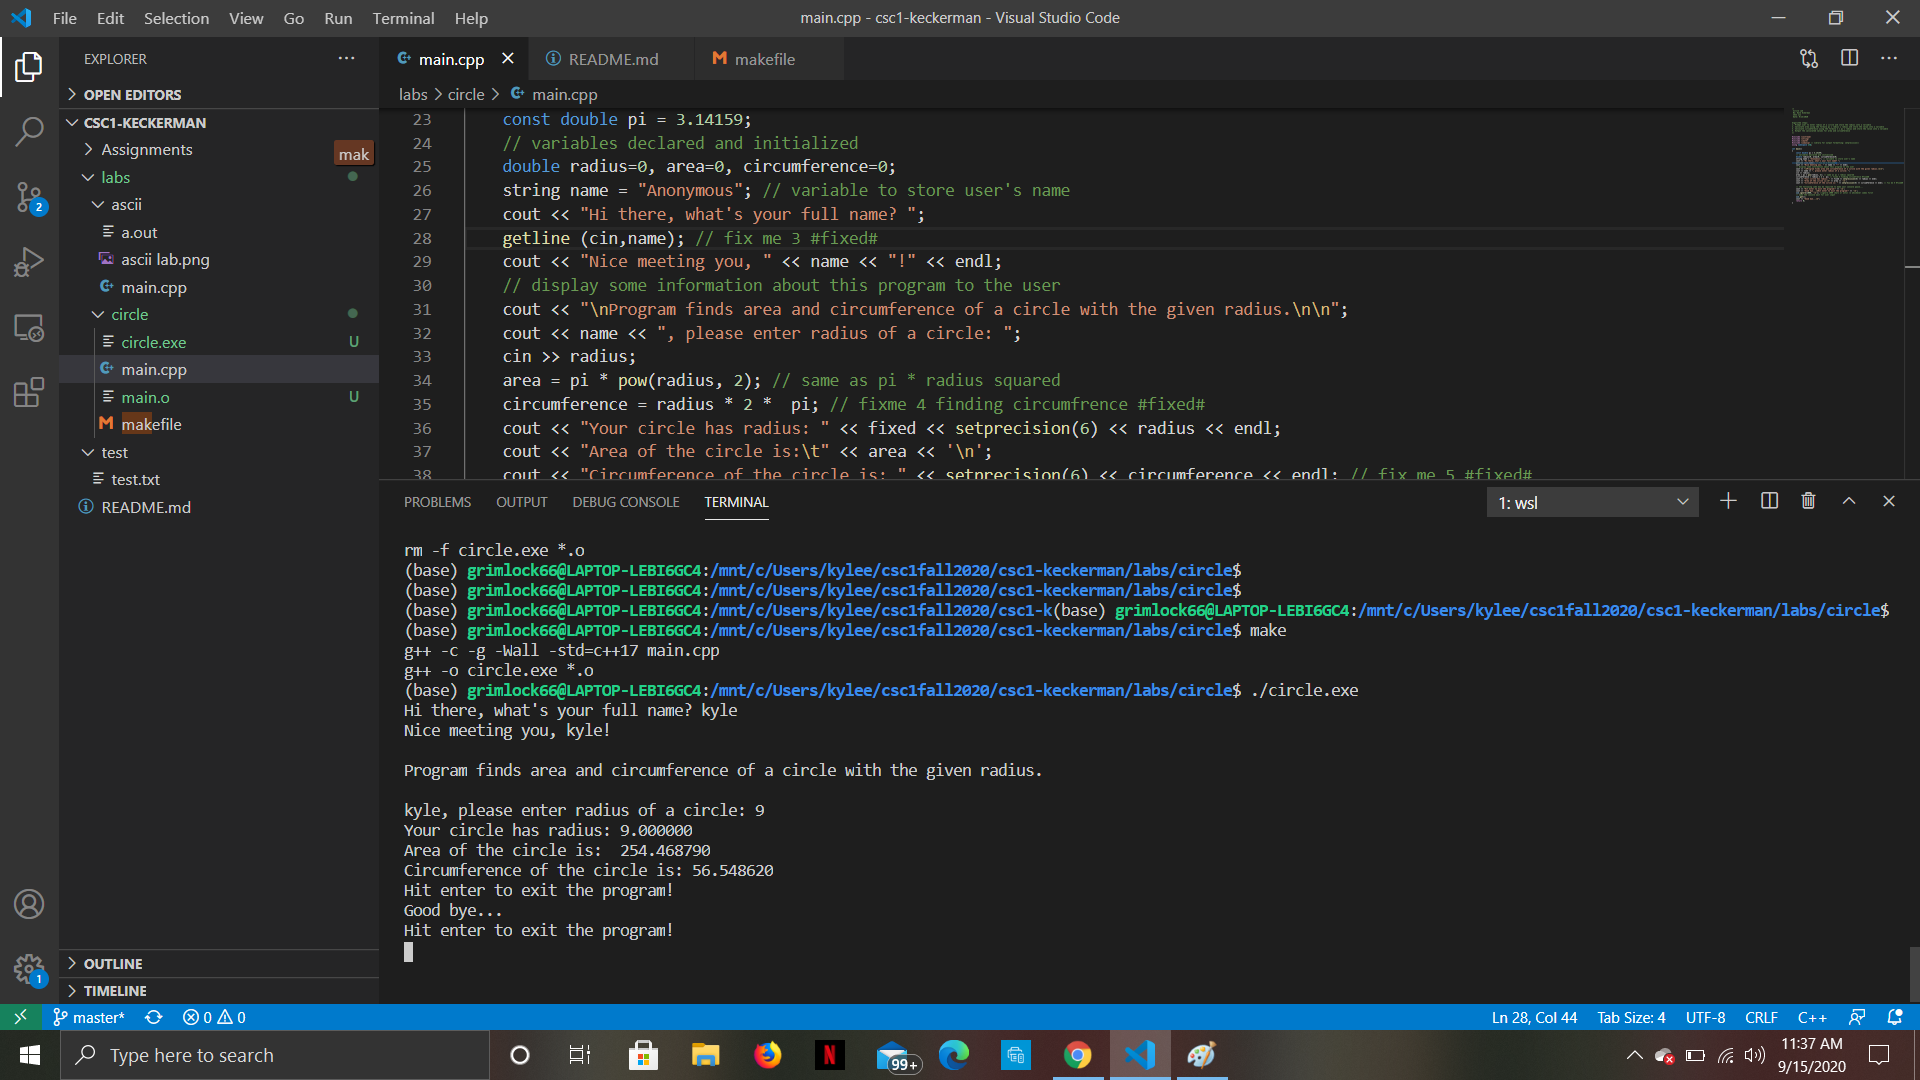 File Edit Selection View Go Run Terminal Help
main.cpp - csc1-keckerman - Visual Studio Code
EXPLORER
OPEN EDITORS
CSC1-KECKERMAN
Assignments
mak
labs
ascii
a.out
ascii lab.png
main.cpp
circle
circle.exe U
main.cpp
main.o U
makefile
test
test.txt
README.md
OUTLINE
TIMELINE
2
1
main.cpp README.md makefile
labs > circle > main.cpp
23 const double pi = 3.14159;
24 // variables declared and initialized
25 double radius=0, area=0, circumference=0;
26 string name = "Anonymous"; // variable to store user's name
27 cout << "Hi there, what's your full name? ";
28 getline (cin,name); // fix me 3 #fixed#
29 cout << "Nice meeting you, " << name << "!" << endl;
30 // display some information about this program to the user
31 cout << "\nProgram finds area and circumference of a circle with the given radius.\n\n";
32 cout << name << ", please enter radius of a circle: ";
33 cin >> radius;
34 area = pi * pow(radius, 2); // same as pi * radius squared
35 circumference = radius * 2 *  pi; // fixme 4 finding circumfrence #fixed#
36 cout << "Your circle has radius: " << fixed << setprecision(6) << radius << endl;
37 cout << "Area of the circle is:\t" << area << '\n';
38 cout << "Circumference of the circle is: " << setprecision(6) << circumference << endl; // fix me 5 #fixed#
PROBLEMS OUTPUT DEBUG CONSOLE TERMINAL
1: wsl
rm -f circle.exe *.o
(base) grimlock66@LAPTOP-LEBI6GC4:/mnt/c/Users/kylee/csc1fall2020/csc1-keckerman/labs/circle$
(base) grimlock66@LAPTOP-LEBI6GC4:/mnt/c/Users/kylee/csc1fall2020/csc1-keckerman/labs/circle$
(base) grimlock66@LAPTOP-LEBI6GC4:/mnt/c/Users/kylee/csc1fall2020/csc1-k(base) grimlock66@LAPTOP-LEBI6GC4:/mnt/c/Users/kylee/csc1fall2020/csc1-keckerman/labs/circle$
(base) grimlock66@LAPTOP-LEBI6GC4:/mnt/c/Users/kylee/csc1fall2020/csc1-keckerman/labs/circle$ make
g++ -c -g -Wall -std=c++17 main.cpp
g++ -o circle.exe *.o
(base) grimlock66@LAPTOP-LEBI6GC4:/mnt/c/Users/kylee/csc1fall2020/csc1-keckerman/labs/circle$ ./circle.exe
Hi there, what's your full name? kyle
Nice meeting you, kyle!
Program finds area and circumference of a circle with the given radius.
kyle, please enter radius of a circle: 9
Your circle has radius: 9.000000
Area of the circle is:  254.468790
Circumference of the circle is: 56.548620
Hit enter to exit the program!
Good bye...
Hit enter to exit the program!
master* 0 0
Ln 28, Col 44 Tab Size: 4 UTF-8 CRLF C++
Type here to search
N
99+
11:37 AM
9/15/2020